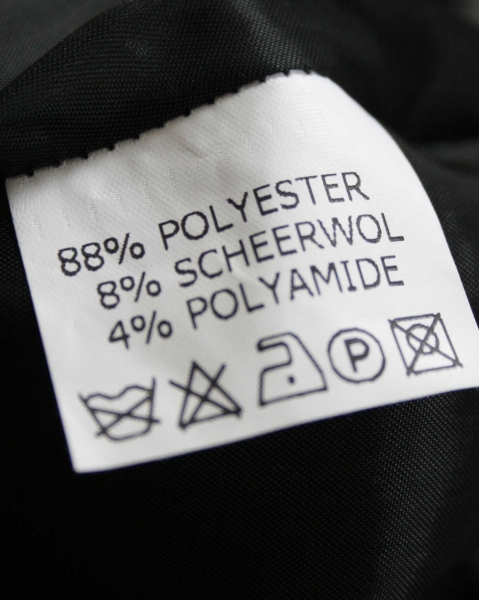 88% POLYESTER
8% SCHEERWOL
4% POLYAMIDE
P